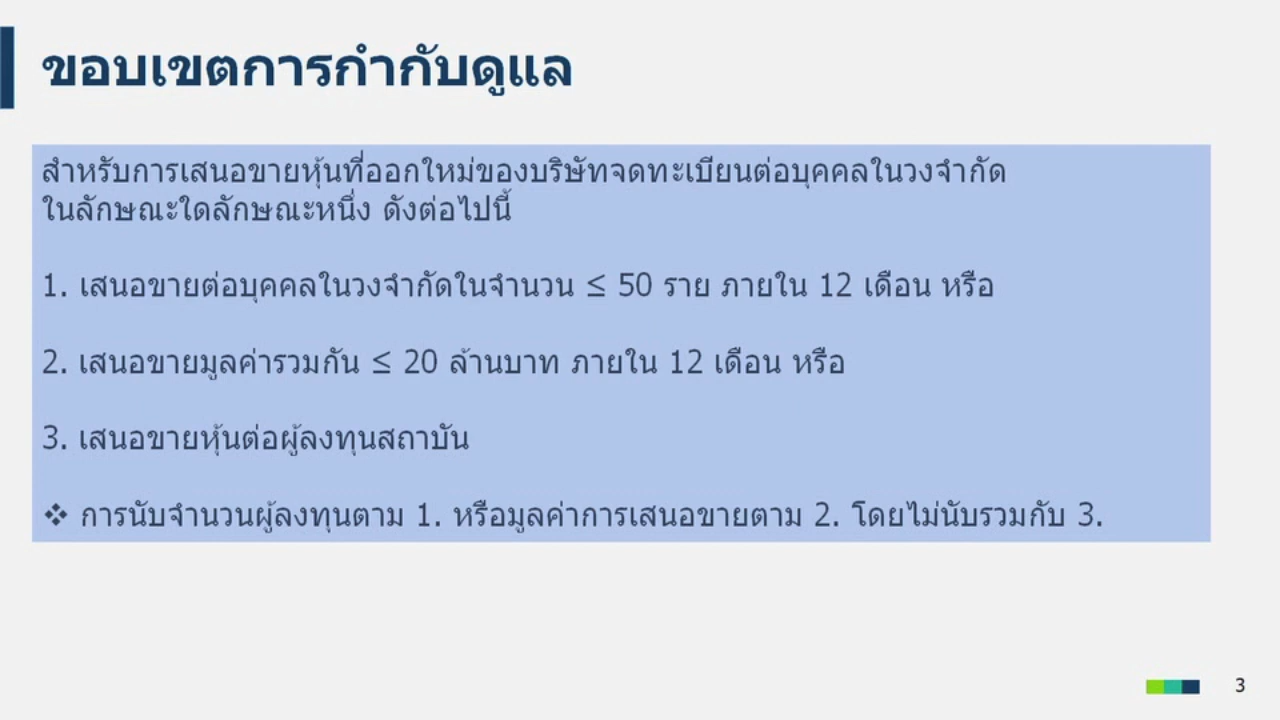 ขอบเขตการกำกับดูแล
สำหรับการเสนอขายหุ้นที่ออกใหม่ของบริษัทจดทะเบียนต่อบุคคลในวงจำกัด
ในลักษณะใดลักษณะหนึ่ง ดังต่อไปนี้
1. เสนอขายต่อบุคคลในวงจำกัดในจำนวน ≤ 50 ราย ภายใน 12 เดือน หรือ
2. เสนอขายมูลค่ารวมกัน ≤ 20 ล้านบาท ภายใน 12 เดือน หรือ
3. เสนอขายหุ้นต่อผู้ลงทุนสถาบัน
❖ การนับจำนวนผู้ลงทุนตาม 1. หรือมูลค่าการเสนอขายตาม 2. โดยไม่นับรวมกับ 3.
3